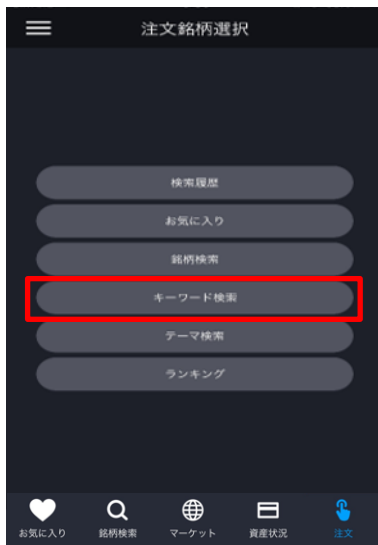 注文銘柄選択
検索履歴
お気に入り
銘柄検索
キーワード検索
テーマ検索
ランキング
お気に入り 銘柄検索 マーケット 資産状況 注文